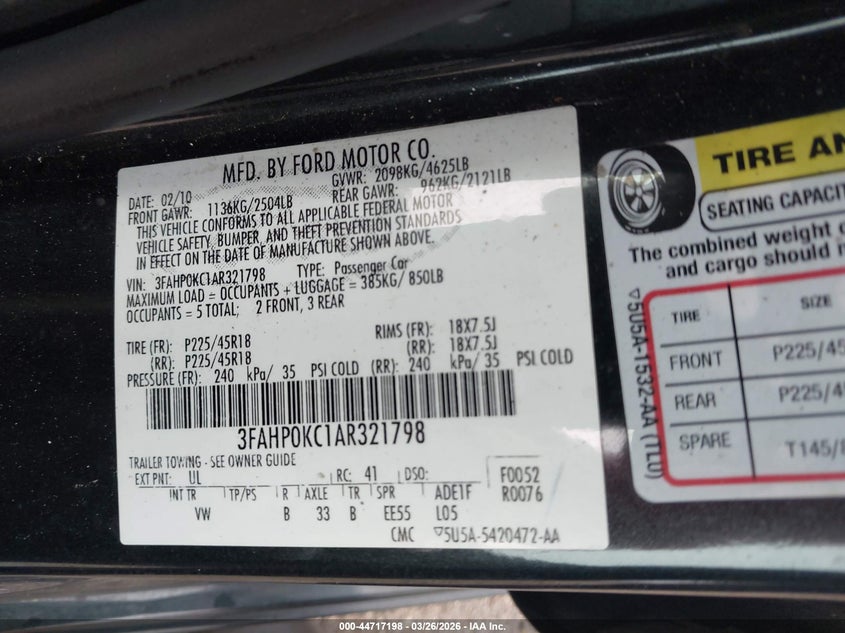 MFD. BY FORD MOTOR CO.
DATE: 02/10 GVWR: 2098KG/4625LB
FRONT GAWR: 1136KG/2504LB REAR GAWR: 962KG/2121LB
THIS VEHICLE CONFORMS TO ALL APPLICABLE FEDERAL MOTOR
VEHICLE SAFETY, BUMPER, AND THEFT PREVENTION STANDARDS
IN EFFECT ON THE DATE OF MANUFACTURE SHOWN ABOVE.
VIN: 3FAHP0KC1AR321798 TYPE: Passenger Car
MAXIMUM LOAD = OCCUPANTS + LUGGAGE = 385KG/ 850LB
OCCUPANTS = 5 TOTAL; 2 FRONT, 3 REAR
TIRE (FR): P225/45R18 RIMS (FR): 18X7.5J
(RR): P225/45R18 (RR): 18X7.5J
PRESSURE (FR): 240 kPa/ 35 PSI COLD (RR): 240 kPa/ 35 PSI COLD
3FAHP0KC1AR321798
TRAILER TOWING - SEE OWNER GUIDE
EXT PNT: UL RC: 41 DSO: F0052
INT TR TP/PS R AXLE TR SPR ADE1F R0076
VW B 33 B EE55 L05
CMC ▽5U5A-5420472-AA
TIRE AN
SEATING CAPACIT
The combined weight o
and cargo should n
▽5U5A-1532-AA (TL0)
TIRE SIZE
FRONT P225/45
REAR P225/45
SPARE T145/8
000-44717198 - 03/26/2026 - IAA Inc.